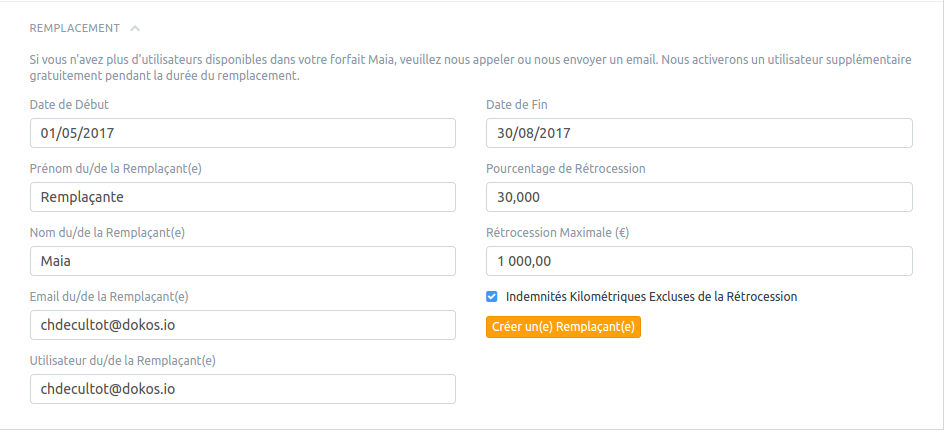 REMPLACEMENT
Si vous n'avez plus d'utilisateurs disponibles dans votre forfait Maia, veuillez nous appeler ou nous envoyer un email. Nous activerons un utilisateur supplémentaire
gratuitement pendant la durée du remplacement.
Date de Début
01/05/2017
Prénom du/de la Remplaçant(e)
Remplaçante
Nom du/de la Remplaçant(e)
Maia
Email du/de la Remplaçant(e)
chdecultot@dokos.io
Utilisateur du/de la Remplaçant(e)
chdecultot@dokos.io
Date de Fin
30/08/2017
Pourcentage de Rétrocession
30,000
Rétrocession Maximale (€)
1 000,00
Indemnités Kilométriques Excluses de la Rétrocession
Créer un(e) Remplaçant(e)